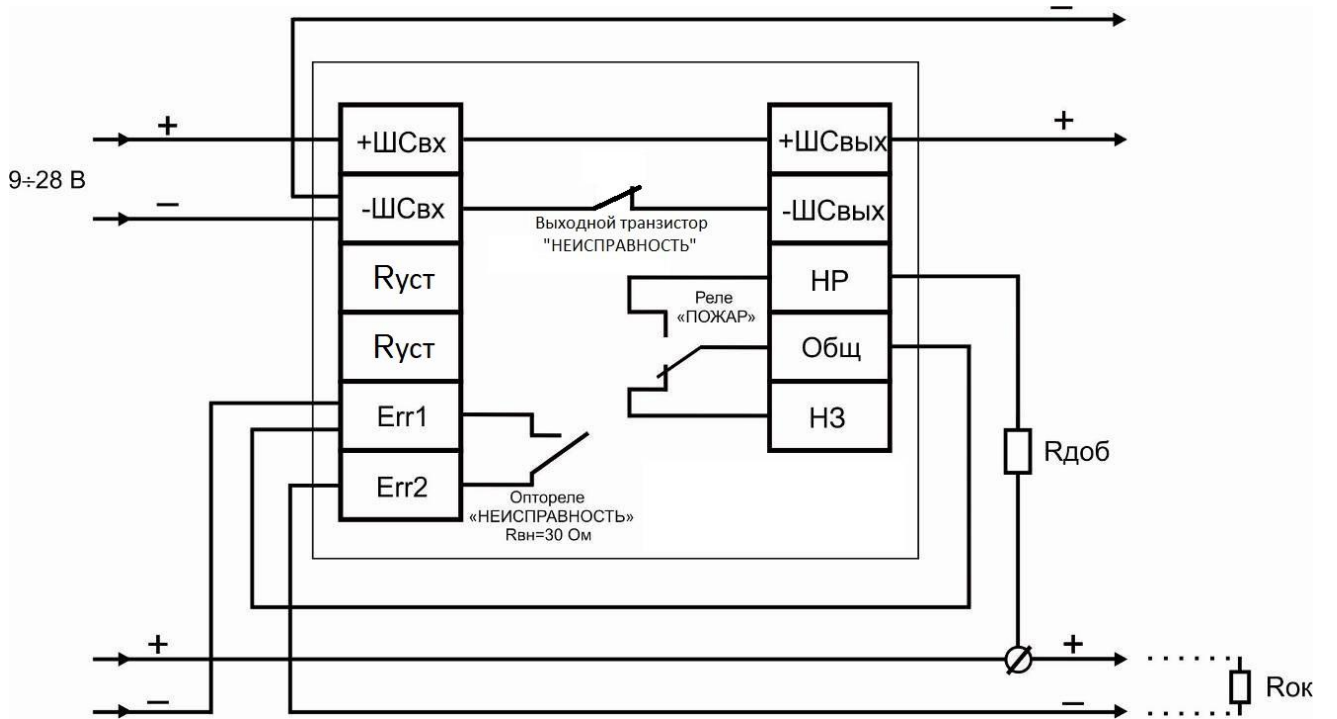 –
+
+
9÷28 В
–
+ШСвх
+ШСвых
-ШСвх
-ШСвых
Выходной транзистор
"НЕИСПРАВНОСТЬ"
Rуст
НР
Реле
«ПОЖАР»
Rуст
Общ
Err1
НЗ
Rдоб
Err2
Оптореле
«НЕИСПРАВНОСТЬ»
Rвн=30 Ом
+
+
–
–
Rок